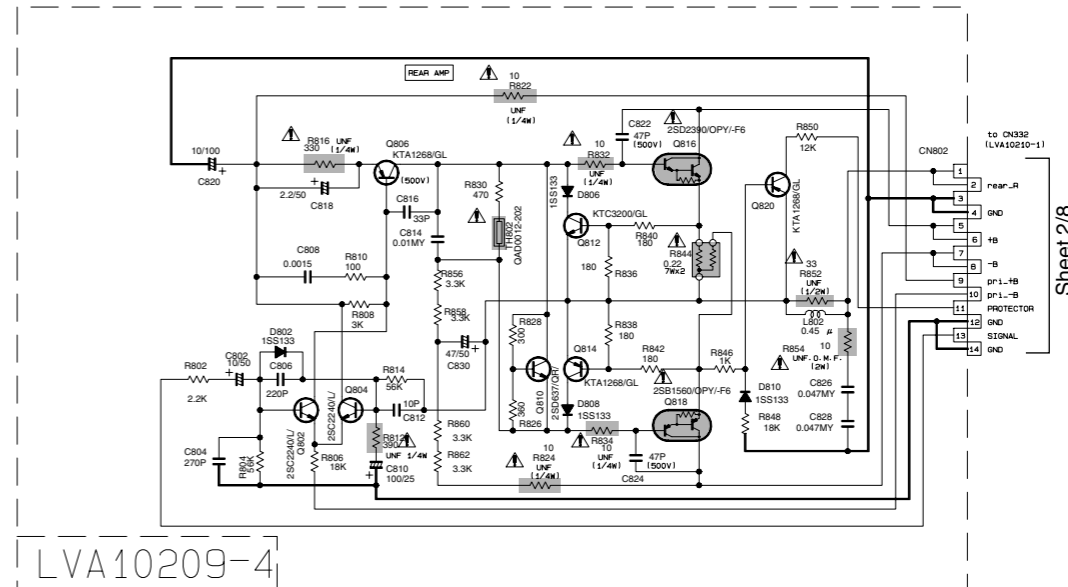 REAR AMP
10
R822
UNF
(1/4W)
R816
UNF
330
(1/4W)
Q806
KTA1268/GL
(500V)
10/100
C820
2.2/50
C818
C816
33P
C814
0.01MY
C808
0.0015
R810
100
R808
3K
R830
470
TH802
QAD0012-202
1SS133
D806
10
R832
UNF
(1/4W)
C822
47P
(500V)
2SD2390/OPY/-F6
Q816
KTC3200/GL
Q812
R840
180
180
R836
R844
0.22
7Wx2
R850
12K
Q820
KTA1268/GL
33
R852
UNF
(1/2W)
L802
0.45 μ
10
R854
UNF.O.M.F.
(2W)
C826
0.047MY
C828
0.047MY
R856
3.3K
R858
3.3K
47/50
C830
R828
300
Q810
2SD637/QR/
360
R826
Q814
KTA1268/GL
R838
180
R842
180
R846
1K
2SB1560/OPY/-F6
Q818
D810
1SS133
R848
18K
D808
1SS133
10
R834
UNF
(1/4W)
47P
(500V)
C824
10
R824
UNF
(1/4W)
R860
3.3K
R862
3.3K
D802
1SS133
C802
10/50
C806
220P
R802
2.2K
Q804
2SC2240/L/
R814
56K
10P
C812
R812
390
UNF 1/4W
C810
100/25
C804
270P
R804
56K
2SC2240/L/
Q802
R806
18K
to CN332
(LVA10210-1)
CN802
1
2 rear_R
3
4 GND
5
6 +B
7
8 -B
9 pri_+B
10 pri_-B
11 PROTECTOR
12 GND
13 SIGNAL
14 GND
Sheet 2/8
LVA10209-4